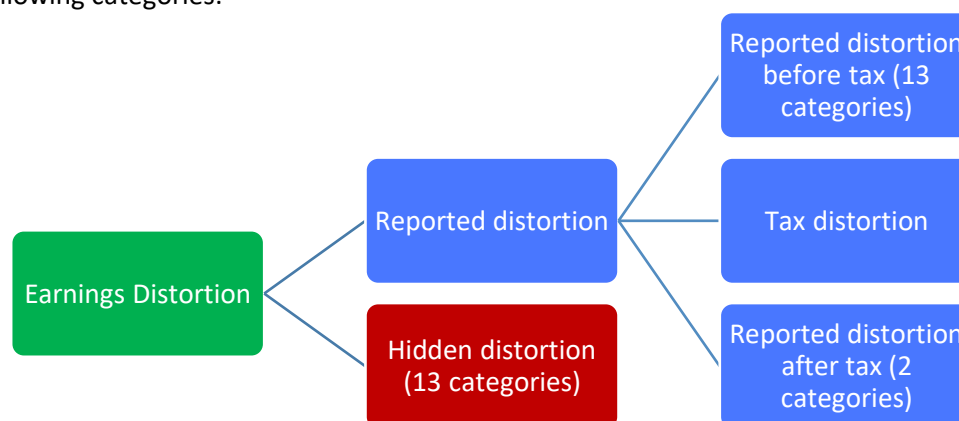 llowing categories:
Reported distortion
before tax (13
categories)
Reported distortion
Tax distortion
Earnings Distortion
Hidden distortion
(13 categories)
Reported distortion
after tax (2
categories)